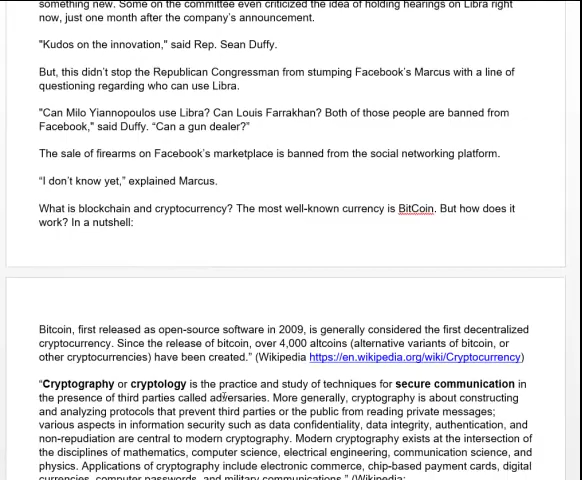 something new. Some on the committee even criticized the idea of holding hearings on Libra right
now, just one month after the company's announcement.
"Kudos on the innovation," said Rep. Sean Duffy.
But, this didn't stop the Republican Congressman from stumping Facebook's Marcus with a line of
questioning regarding who can use Libra.
"Can Milo Yiannopoulos use Libra? Can Louis Farrakhan? Both of those people are banned from
Facebook," said Duffy. “Can a gun dealer?”
The sale of firearms on Facebook's marketplace is banned from the social networking platform.
“I don't know yet,” explained Marcus.
What is blockchain and cryptocurrency? The most well-known currency is BitCoin. But how does it
work? In a nutshell:
Bitcoin, first released as open-source software in 2009, is generally considered the first decentralized
cryptocurrency. Since the release of bitcoin, over 4,000 altcoins (alternative variants of bitcoin, or
other cryptocurrencies) have been created.” (Wikipedia https://en.wikipedia.org/wiki/Cryptocurrency)
“Cryptography or cryptology is the practice and study of techniques for secure communication in
the presence of third parties called adversaries. More generally, cryptography is about constructing
and analyzing protocols that prevent third parties or the public from reading private messages;
various aspects in information security such as data confidentiality, data integrity, authentication, and
non-repudiation are central to modern cryptography. Modern cryptography exists at the intersection of
the disciplines of mathematics, computer science, electrical engineering, communication science, and
physics. Applications of cryptography include electronic commerce, chip-based payment cards, digital
currencies, computer passwords, and military communications.” (Wikipedia: